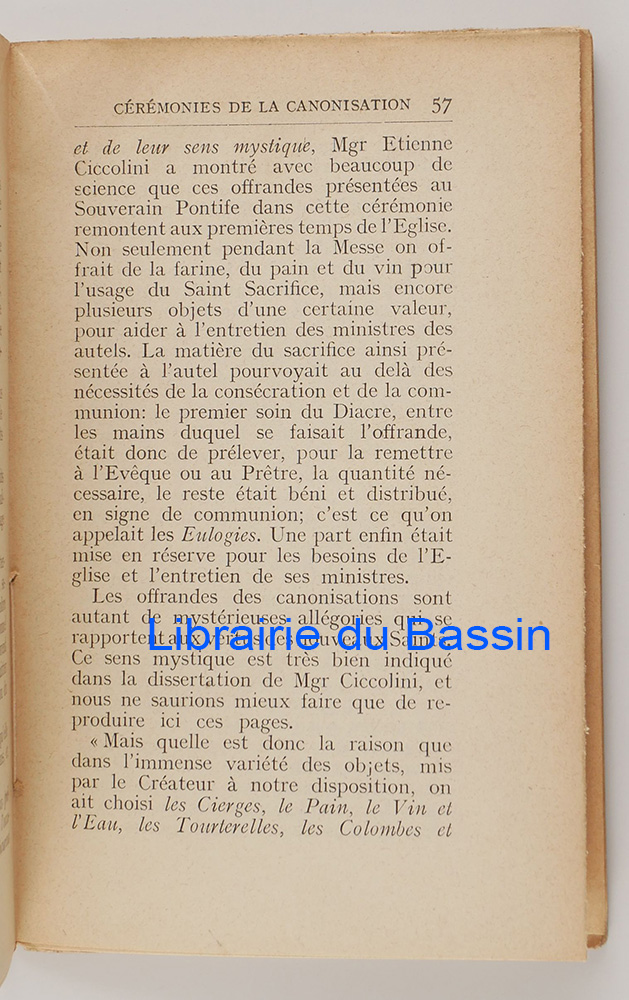 CÉRÉMONIES DE LA CANONISATION 57
et de leur sens mystique, Mgr Etienne
Ciccolini a montré avec beaucoup de
science que ces offrandes présentées au
Souverain Pontife dans cette cérémonie
remontent aux premières temps de l'Eglise.
Non seulement pendant la Messe on of-
frait de la farine, du pain et du vin pour
l'usage du Saint Sacrifice, mais encore
plusieurs objets d'une certaine valeur,
pour aider à l'entretien des ministres des
autels. La matière du sacrifice ainsi pré-
sentée à l'autel pourvoyait au delà des
nécessités de la consécration et de la com-
munion: le premier soin du Diacre, entre
les mains duquel se faisait l'offrande,
était donc de prélever, pour la remettre
à l'Evêque ou au Prêtre, la quantité né-
cessaire, le reste était béni et distribué,
en signe de communion; c'est ce qu'on
appelait les Eulogies. Une part enfin était
mise en réserve pour les besoins de l'E-
glise et l'entretien de ses ministres.
Les offrandes des canonisations sont
autant de mystérieuses allégories qui se
rapportent aux vertus des nouveaux Saints.
Librairie du Bassin
Ce sens mystique est très bien indiqué
dans la dissertation de Mgr Ciccolini, et
nous ne saurions mieux faire que de re-
produire ici ces pages.
« Mais quelle est donc la raison que
dans l'immense variété des objets, mis
par le Créateur à notre disposition, on
ait choisi les Cierges, le Pain, le Vin et
l'Eau, les Tourterelles, les Colombes et